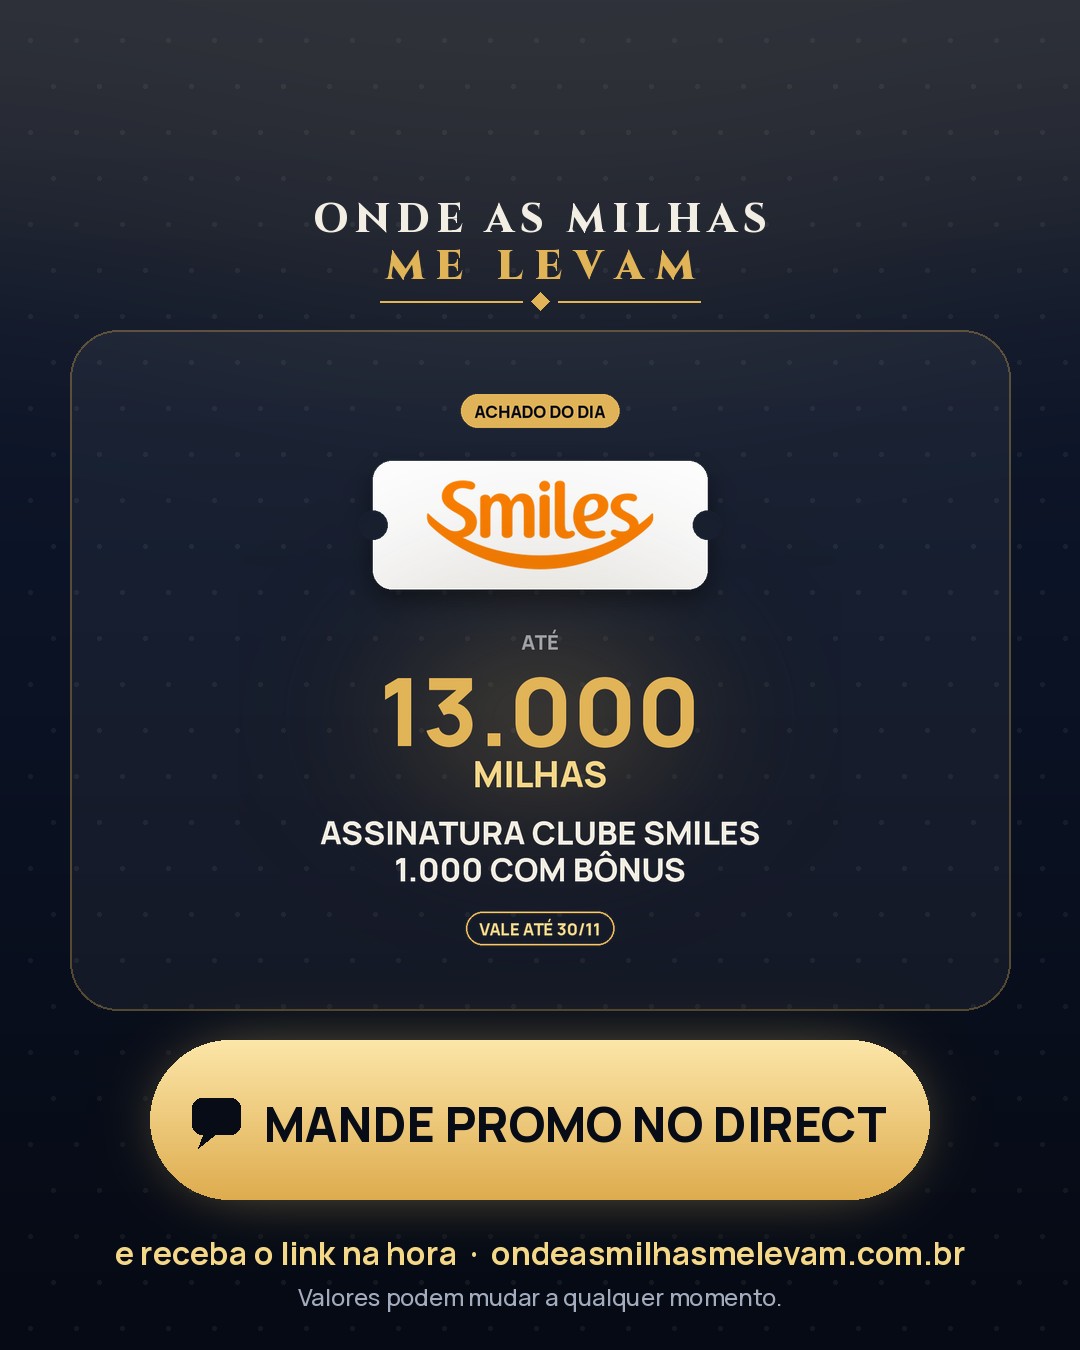 ONDE AS MILHAS
ME LEVAM
ACHADO DO DIA
Smiles
ATÉ
13.000
MILHAS
ASSINATURA CLUBE SMILES
1.000 COM BÔNUS
VALE ATÉ 30/11
MANDE PROMO NO DIRECT
e receba o link na hora · ondeasmilhasmelevam.com.br
Valores podem mudar a qualquer momento.